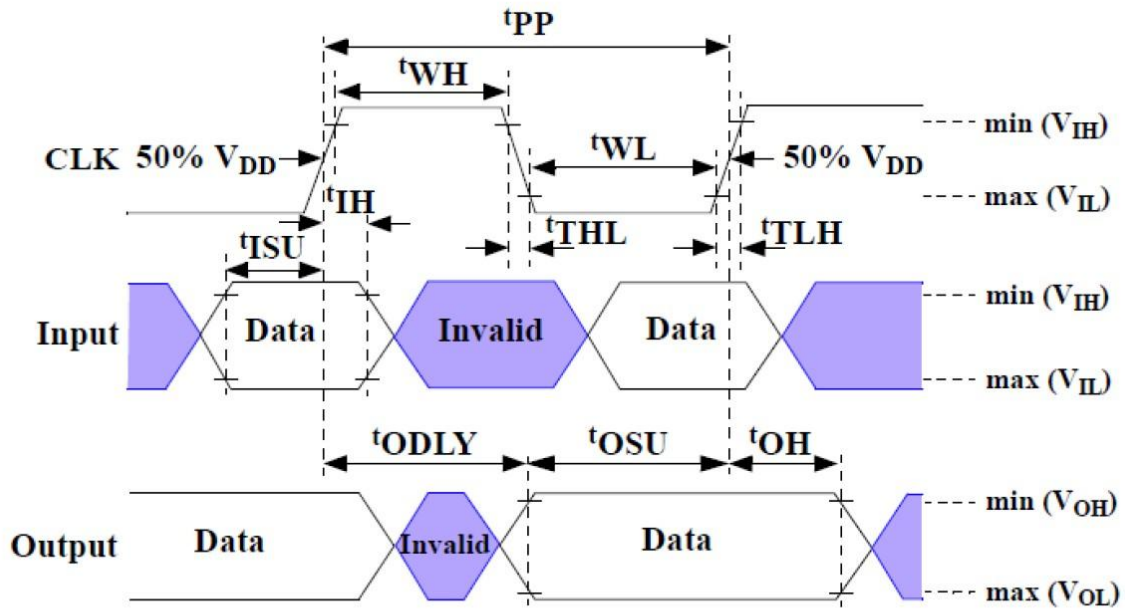 tPP
tWH
min (VIH)
CLK 50% VDD
tWL
50% VDD
tIH
max (VIL)
tISU
tTHL
tTLH
min (VIH)
Input
Data
Invalid
Data
max (VIL)
tODLY
tOSU
tOH
min (VOH)
Output
Data
Invalid
Data
max (VOL)